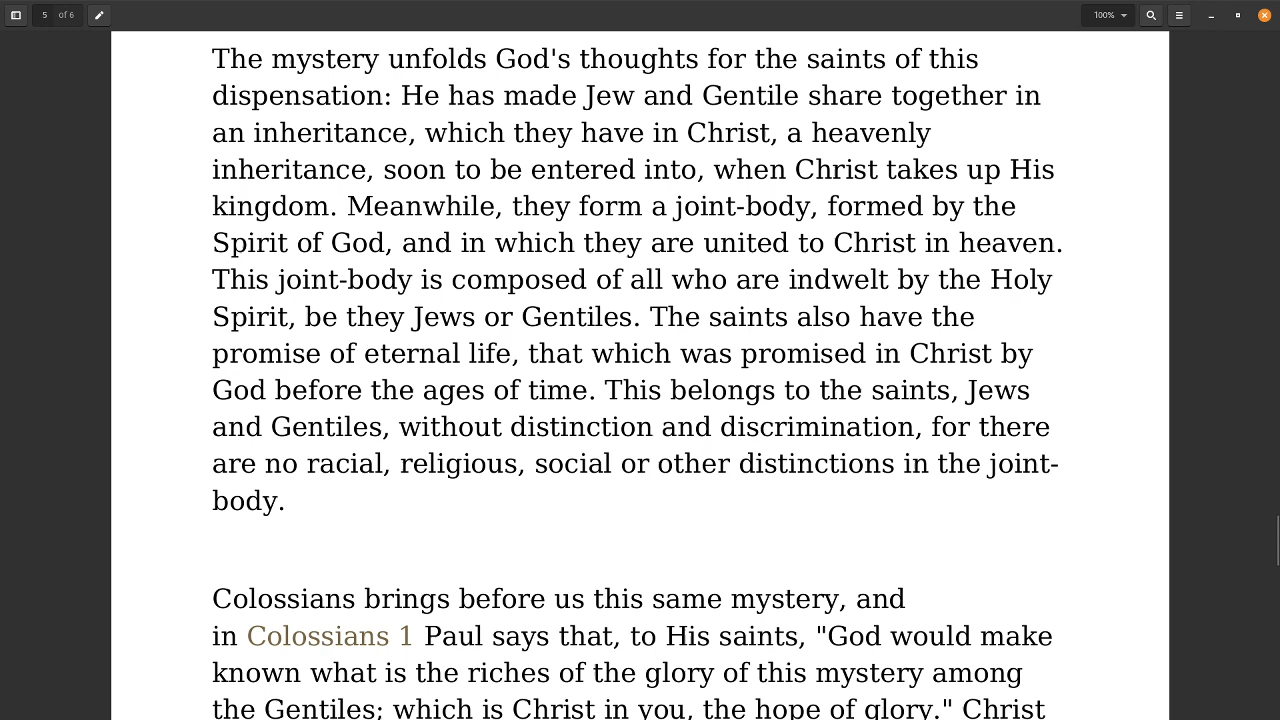 5 of 6
100%
The mystery unfolds God's thoughts for the saints of this
dispensation: He has made Jew and Gentile share together in
an inheritance, which they have in Christ, a heavenly
inheritance, soon to be entered into, when Christ takes up His
kingdom. Meanwhile, they form a joint-body, formed by the
Spirit of God, and in which they are united to Christ in heaven.
This joint-body is composed of all who are indwelt by the Holy
Spirit, be they Jews or Gentiles. The saints also have the
promise of eternal life, that which was promised in Christ by
God before the ages of time. This belongs to the saints, Jews
and Gentiles, without distinction and discrimination, for there
are no racial, religious, social or other distinctions in the joint-
body.
Colossians brings before us this same mystery, and
in Colossians 1 Paul says that, to His saints, "God would make
known what is the riches of the glory of this mystery among
the Gentiles; which is Christ in you, the hope of glory." Christ